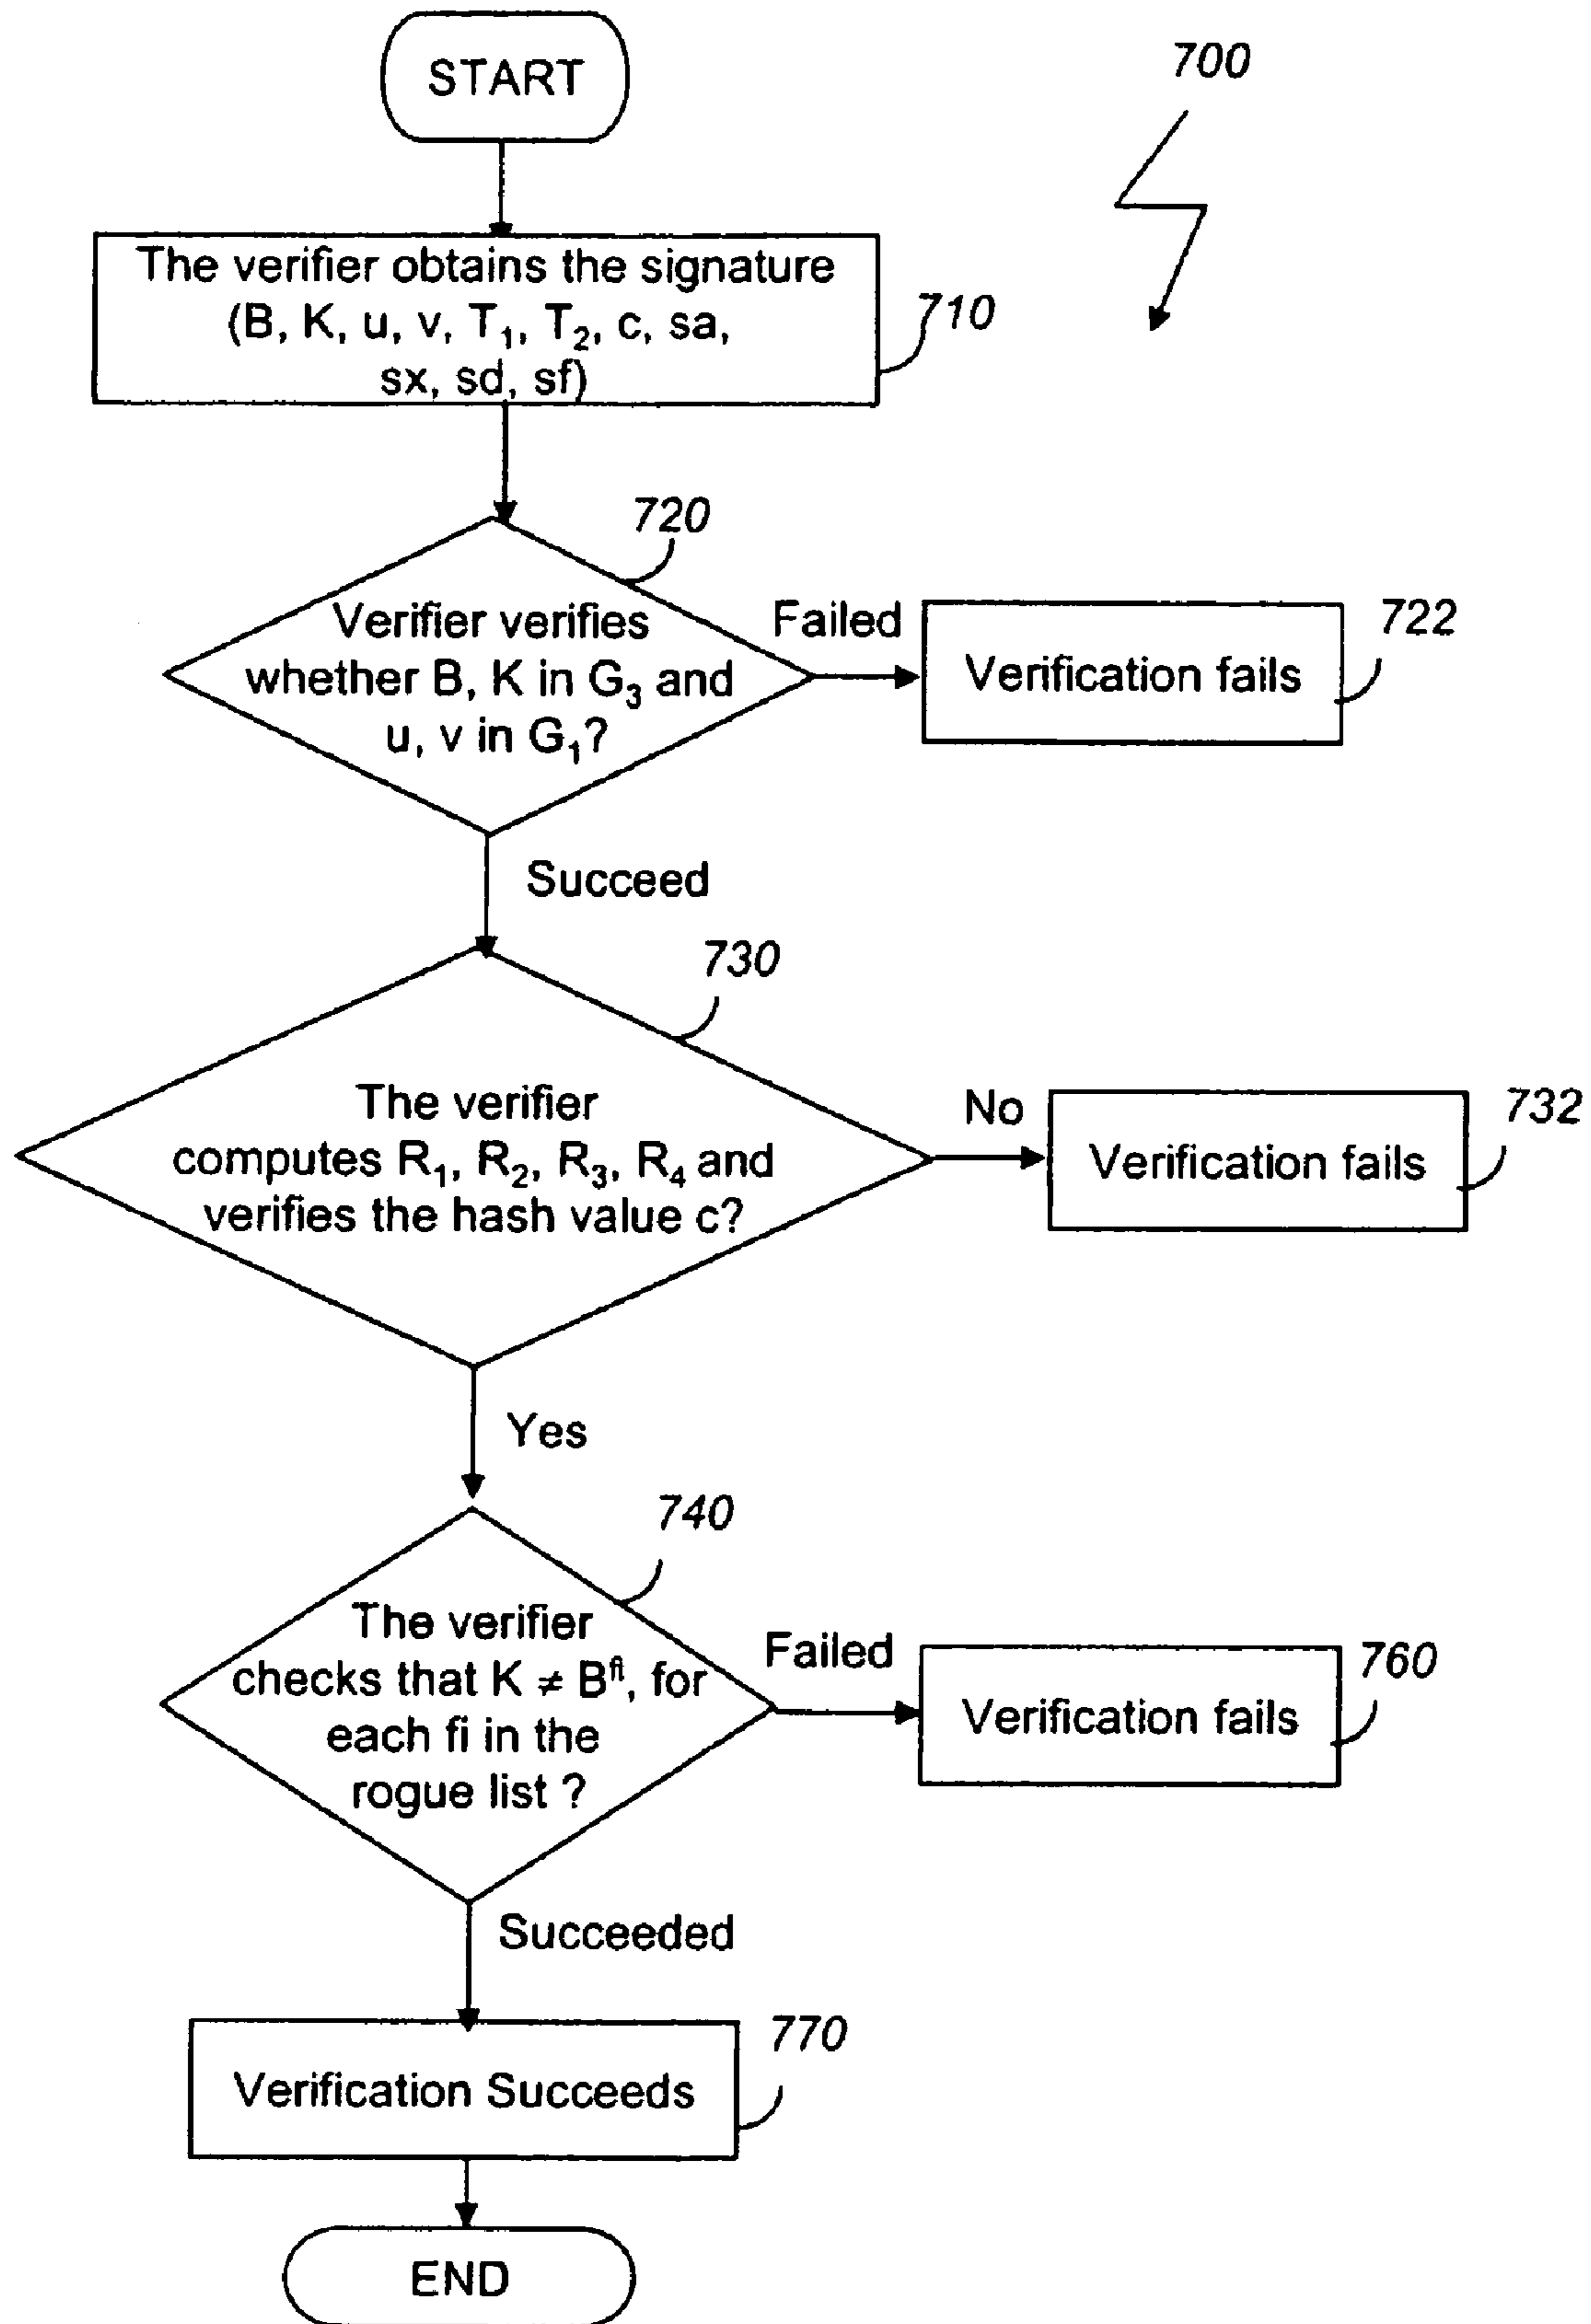 START
700
The verifier obtains the signature
(B, K, u, v, T₁, T₂, c, sa,
sx, sd, sf)
710
720
Verifier verifies
whether B, K in G₃ and
u, v in G₁?
Failed
Verification fails
722
Succeed
730
The verifier
computes R₁, R₂, R₃, R₄ and
verifies the hash value c?
No
Verification fails
732
Yes
740
The verifier
checks that K ≠ B^fi, for
each fi in the
rogue list ?
Failed
Verification fails
760
Succeeded
Verification Succeeds
770
END